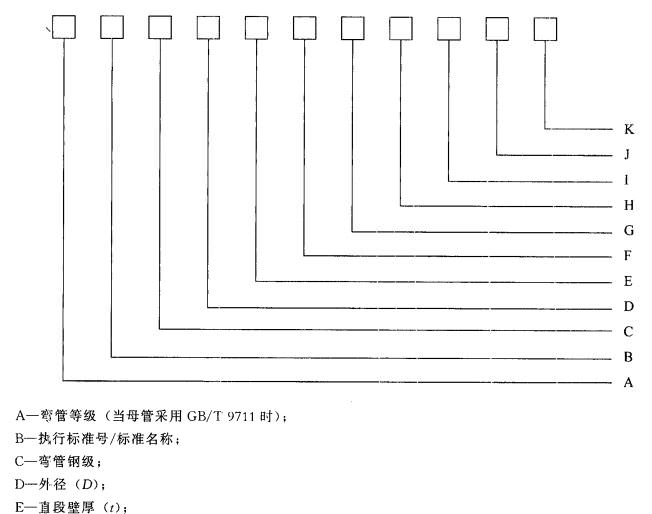 K
J
I
H
G
F
E
D
C
B
A
A—弯管等级（当母管采用 GB/T 9711 时）；
B—执行标准号/标准名称；
C—弯管钢级；
D—外径（D）；
E—直段壁厚（t）；